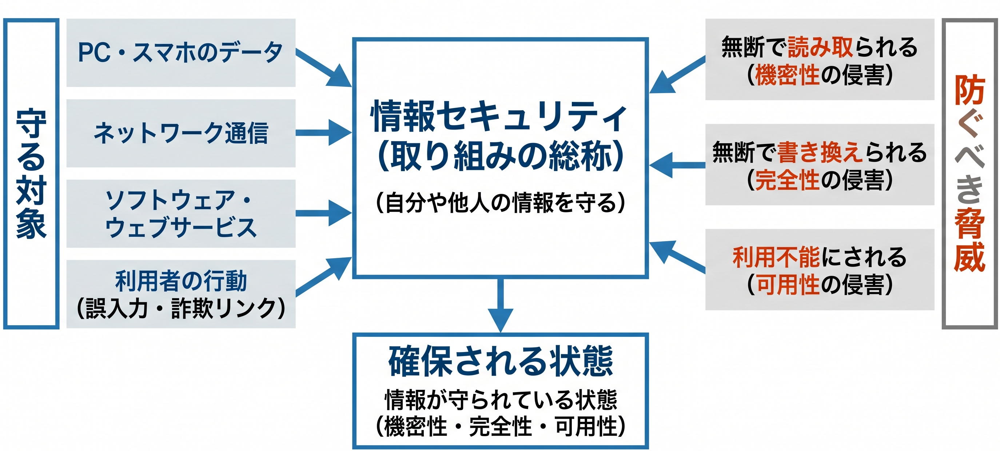 守る対象
PC・スマホのデータ
ネットワーク通信
ソフトウェア・
ウェブサービス
利用者の行動
（誤入力・詐欺リンク）
情報セキュリティ
（取り組みの総称）
（自分や他人の情報を守る）
無断で読み取られる
（機密性の侵害）
無断で書き換えられる
（完全性の侵害）
利用不能にされる
（可用性の侵害）
防ぐべき脅威
確保される状態
情報が守られている状態
（機密性・完全性・可用性）